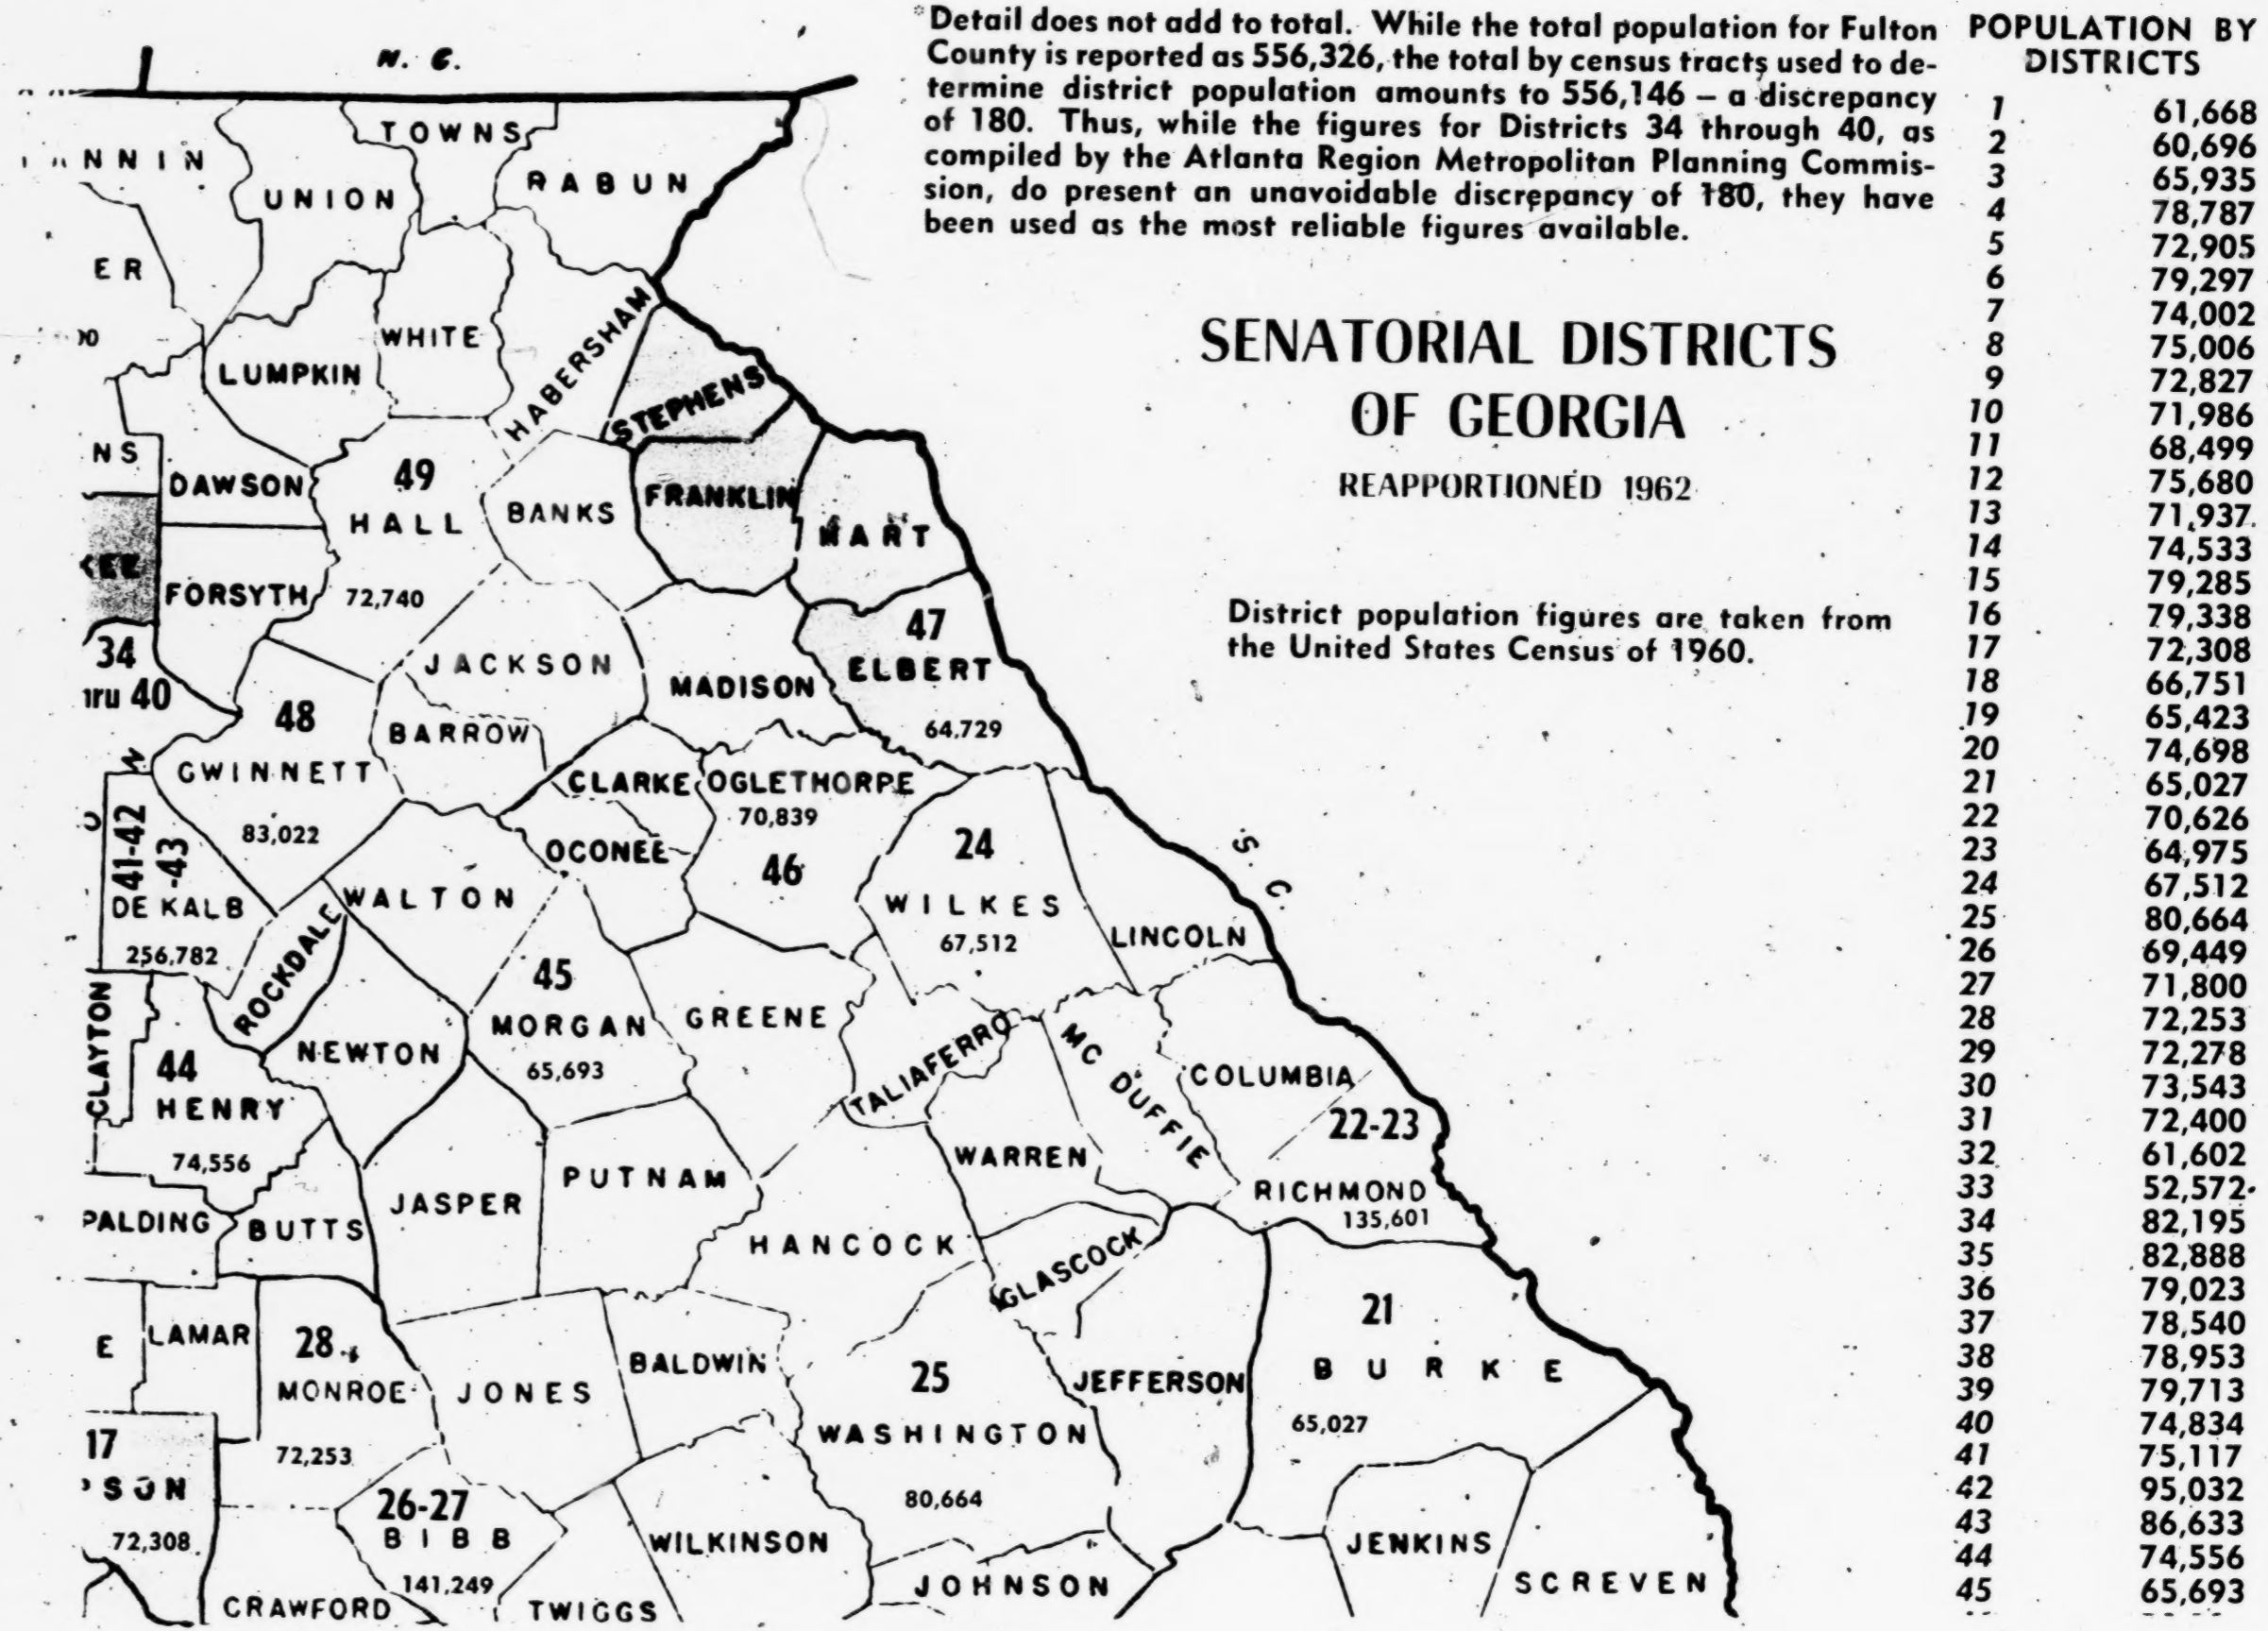 *Detail does not add to total. While the total population for Fulton
County is reported as 556,326, the total by census tracts used to de-
termine district population amounts to 556,146 – a discrepancy
of 180. Thus, while the figures for Districts 34 through 40, as
compiled by the Atlanta Region Metropolitan Planning Commis-
sion, do present an unavoidable discrepancy of 180, they have
been used as the most reliable figures available.
SENATORIAL DISTRICTS
OF GEORGIA
REAPPORTIONED 1962
District population figures are taken from
the United States Census of 1960.
POPULATION BY
DISTRICTS
1 61,668
2 60,696
3 65,935
4 78,787
5 72,905
6 79,297
7 74,002
8 75,006
9 72,827
10 71,986
11 68,499
12 75,680
13 71,937
14 74,533
15 79,285
16 79,338
17 72,308
18 66,751
19 65,423
20 74,698
21 65,027
22 70,626
23 64,975
24 67,512
25 80,664
26 69,449
27 71,800
28 72,253
29 72,278
30 73,543
31 72,400
32 61,602
33 52,572
34 82,195
35 82,888
36 79,023
37 78,540
38 78,953
39 79,713
40 74,834
41 75,117
42 95,032
43 86,633
44 74,556
45 65,693
N. C.
TOWNS
NNIN
UNION
RABUN
ER
WHITE
HABERSHAM
LUMPKIN
STEPHENS
NS
DAWSON
49
HALL
72,740
BANKS
FRANKLIN
HART
KEE
FORSYTH
34
hru 40
JACKSON
MADISON
47
ELBERT
64,729
48
GWINNETT
83,022
BARROW
CLARKE
OGLETHORPE
70,839
46
OCONEE
24
WILKES
67,512
S. C.
41-42
-43
DE KALB
256,782
WALTON
ROCKDALE
LINCOLN
45
MORGAN
65,693
GREENE
CLAYTON
NEWTON
TALIAFERRO
MC DUFFIE
COLUMBIA
44
HENRY
74,556
22-23
RICHMOND
135,601
WARREN
PUTNAM
JASPER
PALDING
BUTTS
HANCOCK
GLASCOCK
E
LAMAR
28
MONROE
72,253
JONES
BALDWIN
25
WASHINGTON
80,664
JEFFERSON
21
BURKE
65,027
17
PSON
72,308
26-27
BIBB
141,249
WILKINSON
JENKINS
CRAWFORD
TWIGGS
JOHNSON
SCREVEN